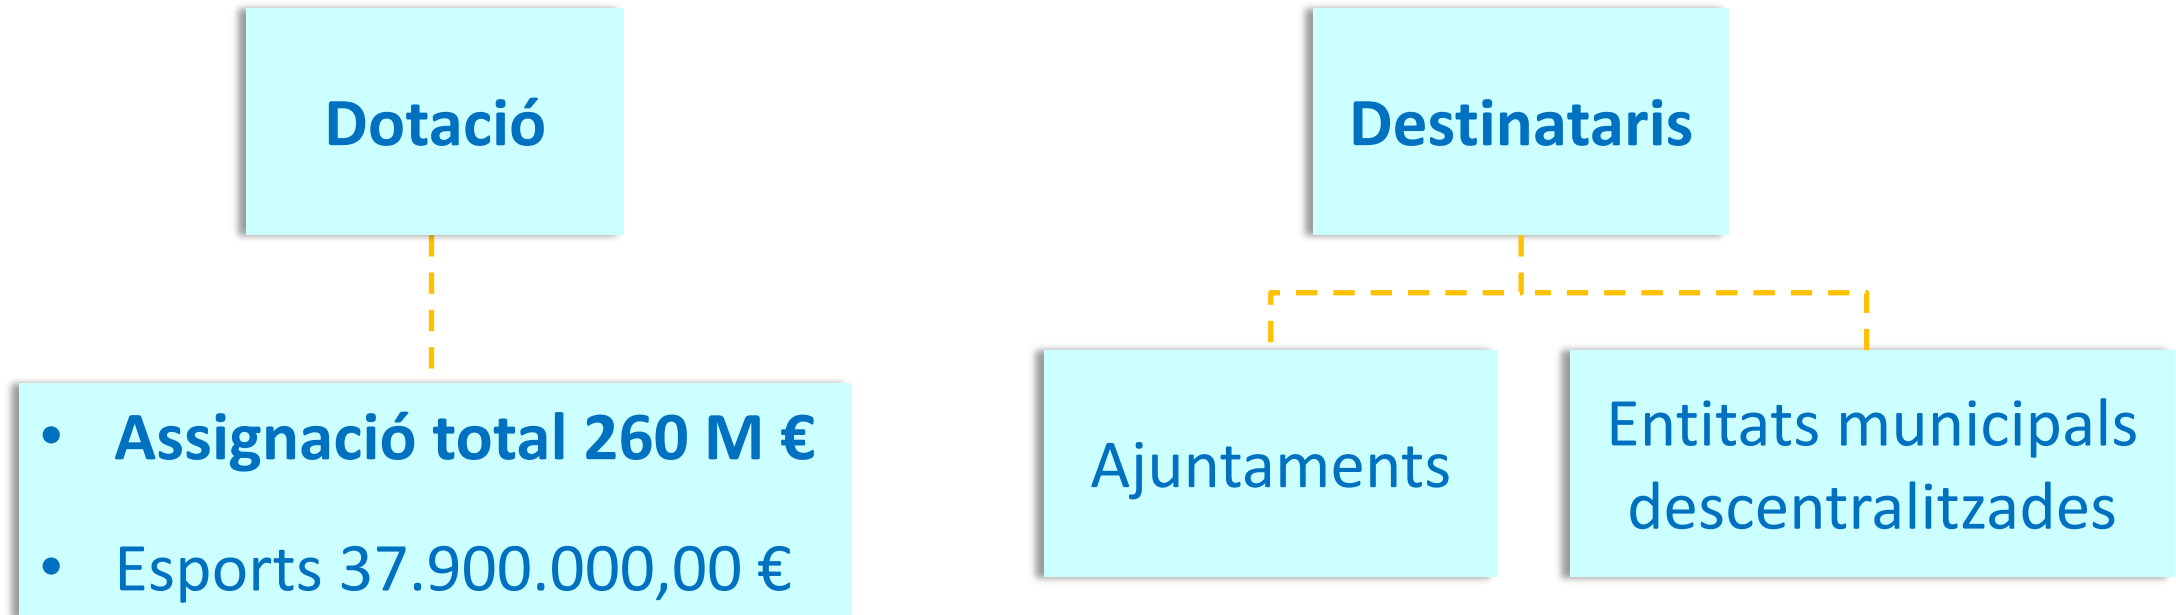 Dotació
• Assignació total 260 M €
• Esports 37.900.000,00 €
Destinataris
Ajuntaments
Entitats municipals
descentralitzades